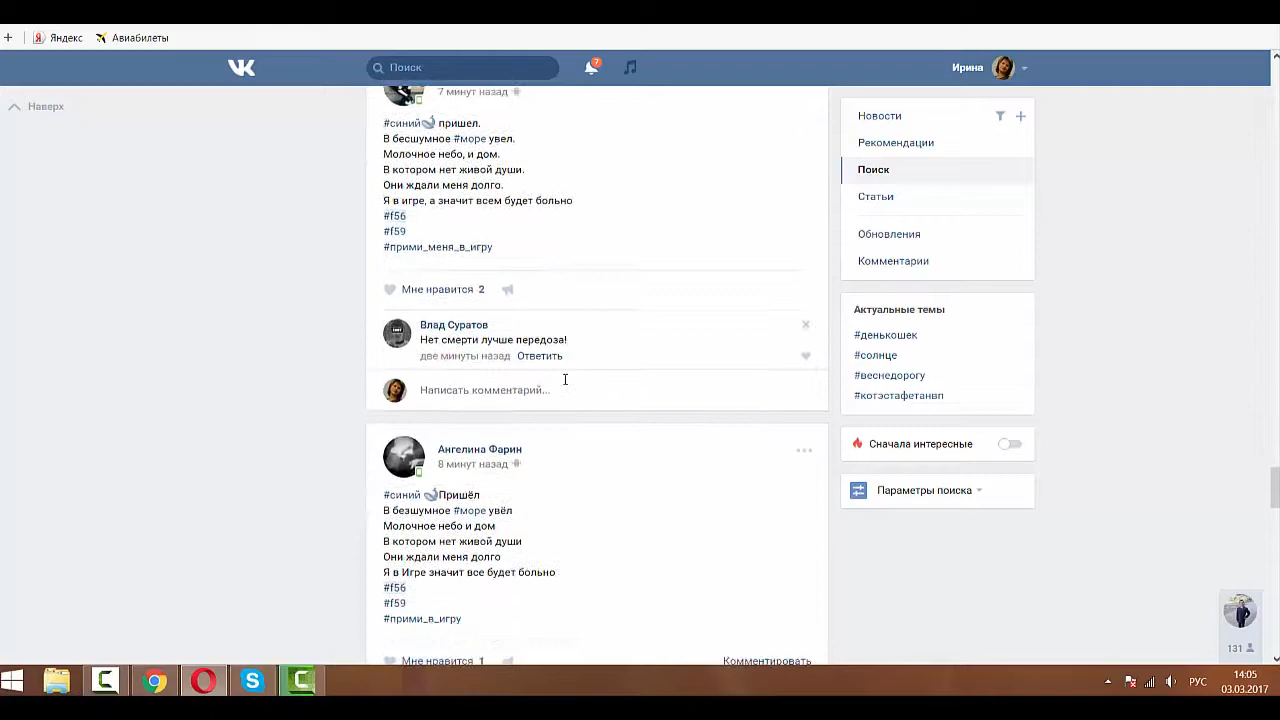 Яндекс
Авиабилеты
Поиск
7
Ирина
Наверх
7 минут назад
#синий пришел.
В бесшумное #море увел.
Молочное небо, и дом.
В котором нет живой души.
Они ждали меня долго.
Я в игре, а значит всем будет больно
#f56
#f59
#прими_меня_в_игру
Мне нравится 2
Влад Суратов
Нет смерти лучше передоза!
две минуты назад Ответить
Написать комментарий...
Ангелина Фарин
8 минут назад
#синий Пришёл
В безшумное #море увёл
Молочное небо и дом
В котором нет живой души
Они ждали меня долго
Я в Игре значит все будет больно
#f56
#f59
#прими_в_игру
Мне нравится 1
Комментировать
Новости
Рекомендации
Поиск
Статьи
Обновления
Комментарии
Актуальные темы
#денькошек
#солнце
#веснедорогу
#котэстафетанвп
Сначала интересные
Параметры поиска
131
РУС
14:05
03.03.2017